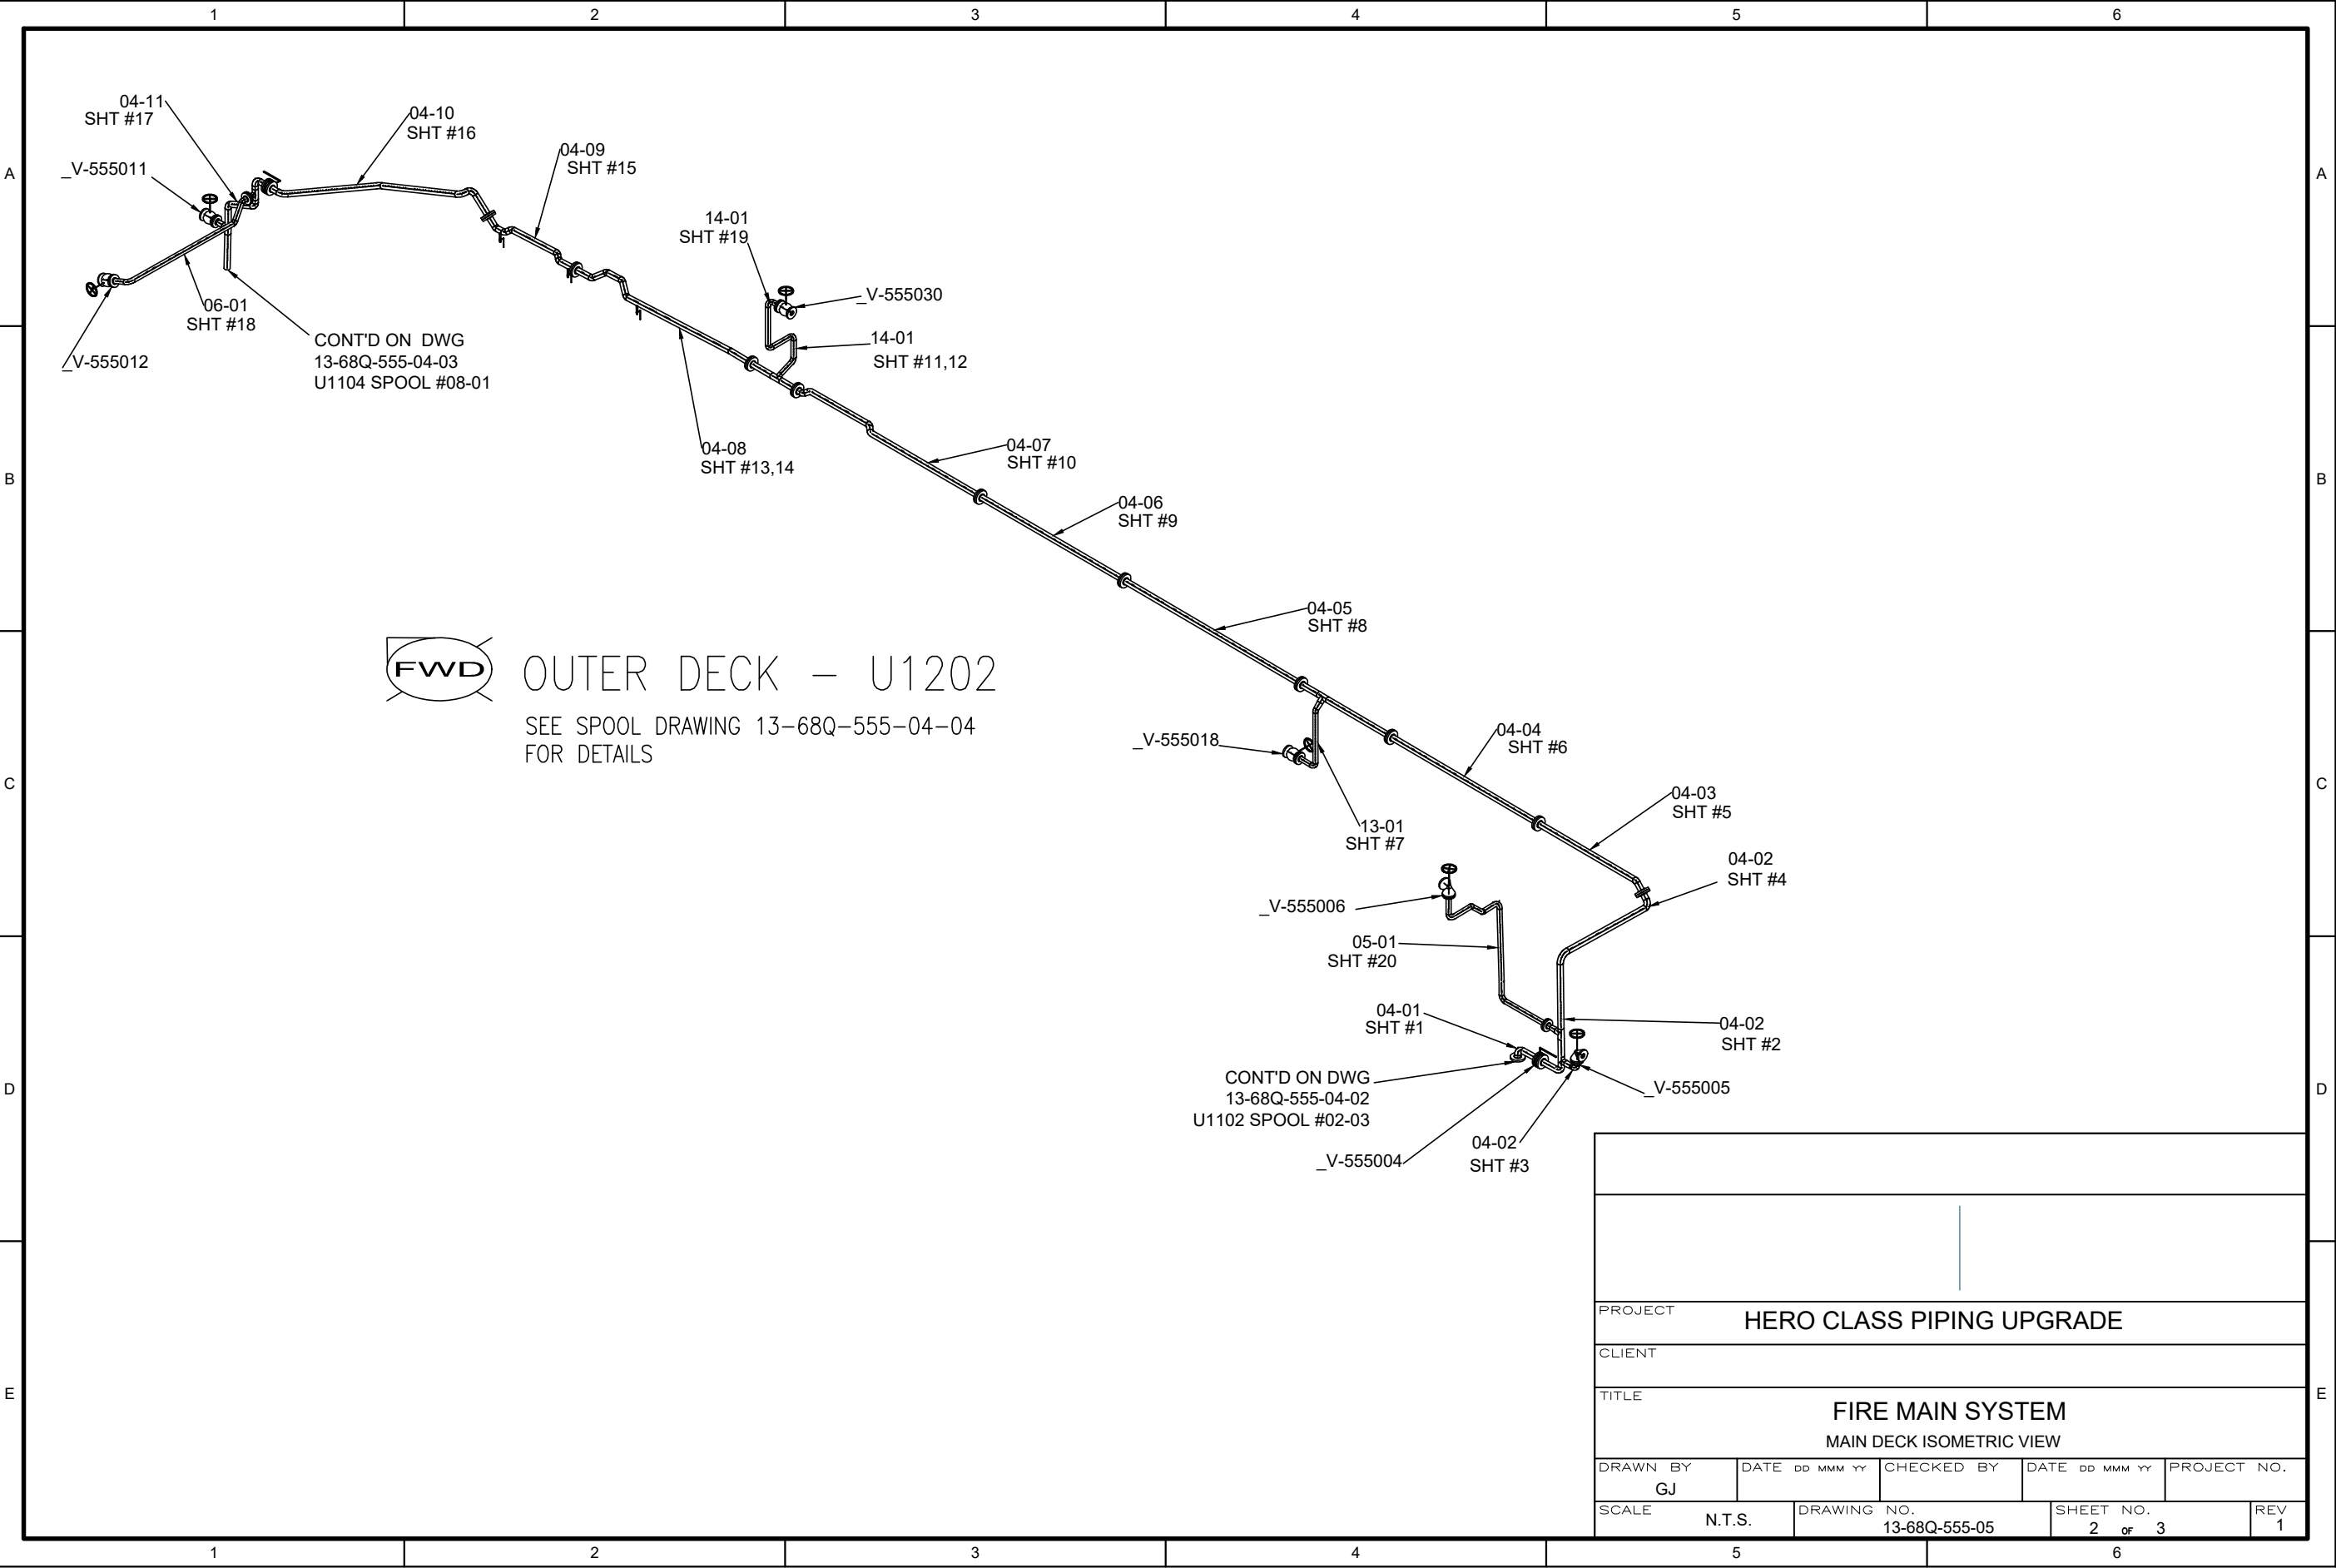 1 2 3 4 5 6
A A
B B
C C
D D
E E
04-11
SHT #17
04-10
SHT #16
04-09
SHT #15
_V-555011
14-01
SHT #19
_V-555030
06-01
SHT #18
_V-555012
CONT'D ON DWG
13-68Q-555-04-03
U1104 SPOOL #08-01
14-01
SHT #11,12
04-08
SHT #13,14
04-07
SHT #10
04-06
SHT #9
04-05
SHT #8
FWD
OUTER DECK - U1202
SEE SPOOL DRAWING 13-68Q-555-04-04
FOR DETAILS
_V-555018
04-04
SHT #6
13-01
SHT #7
04-03
SHT #5
04-02
SHT #4
_V-555006
05-01
SHT #20
04-01
SHT #1
04-02
SHT #2
CONT'D ON DWG
13-68Q-555-04-02
U1102 SPOOL #02-03
_V-555005
_V-555004
04-02
SHT #3
PROJECT
HERO CLASS PIPING UPGRADE
CLIENT
TITLE
FIRE MAIN SYSTEM
MAIN DECK ISOMETRIC VIEW
DRAWN BY
GJ
DATE DD MMM YY
CHECKED BY
DATE DD MMM YY
PROJECT NO.
SCALE
N.T.S.
DRAWING NO.
13-68Q-555-05
SHEET NO.
2 OF 3
REV
1
1 2 3 4 5 6